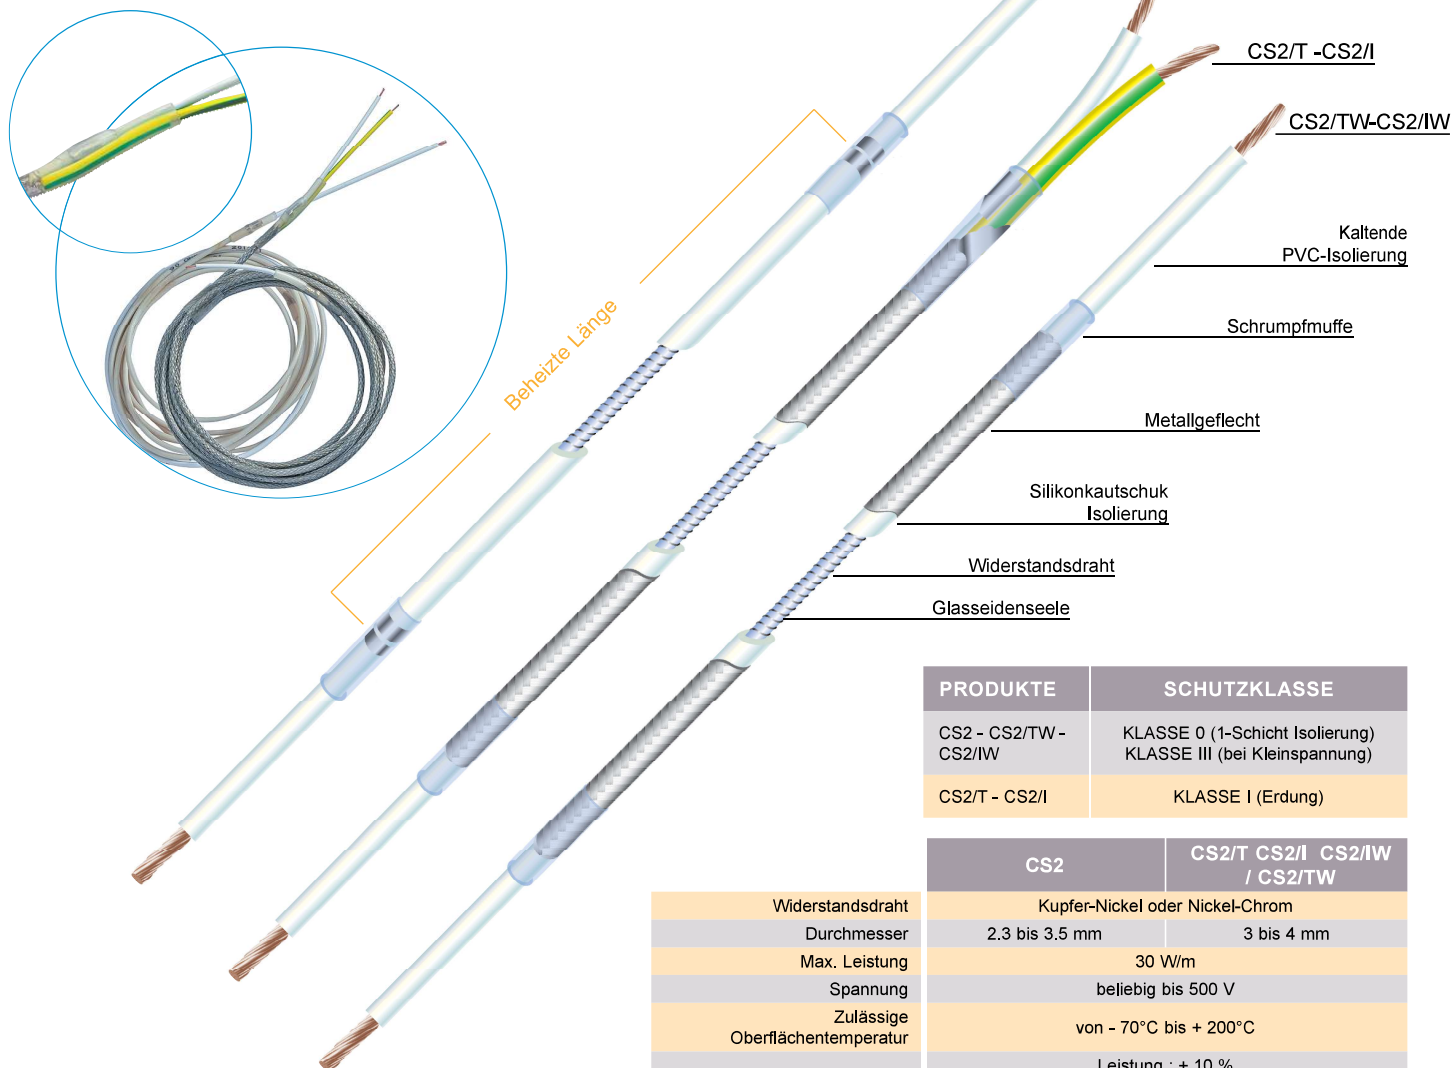 CS2/T -CS2/I
CS2/TW-CS2/IW
Kaltende
PVC-Isolierung
Schrumpfmuffe
Beheizte Länge
Metallgeflecht
Silikonkautschuk
Isolierung
Widerstandsdraht
Glasseidenseele
PRODUKTE SCHUTZKLASSE
CS2 - CS2/TW - KLASSE 0 (1-Schicht Isolierung)
CS2/IW KLASSE III (bei Kleinspannung)
CS2/T - CS2/I KLASSE I (Erdung)
CS2 CS2/T CS2/I CS2/IW
/ CS2/TW
Widerstandsdraht Kupfer-Nickel oder Nickel-Chrom
Durchmesser 2.3 bis 3.5 mm 3 bis 4 mm
Max. Leistung 30 W/m
Spannung beliebig bis 500 V
Zulässige
Oberflächentemperatur von - 70°C bis + 200°C